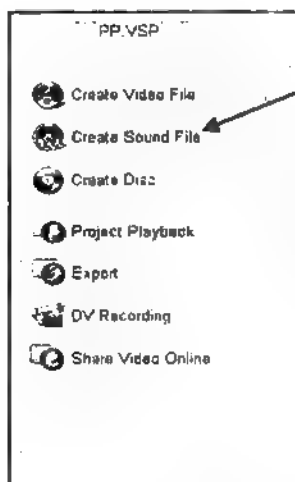 PP.VSP
Create Video File
Create Sound File
Create Disc
Project Playback
Export
DV Recording
Share Video Online